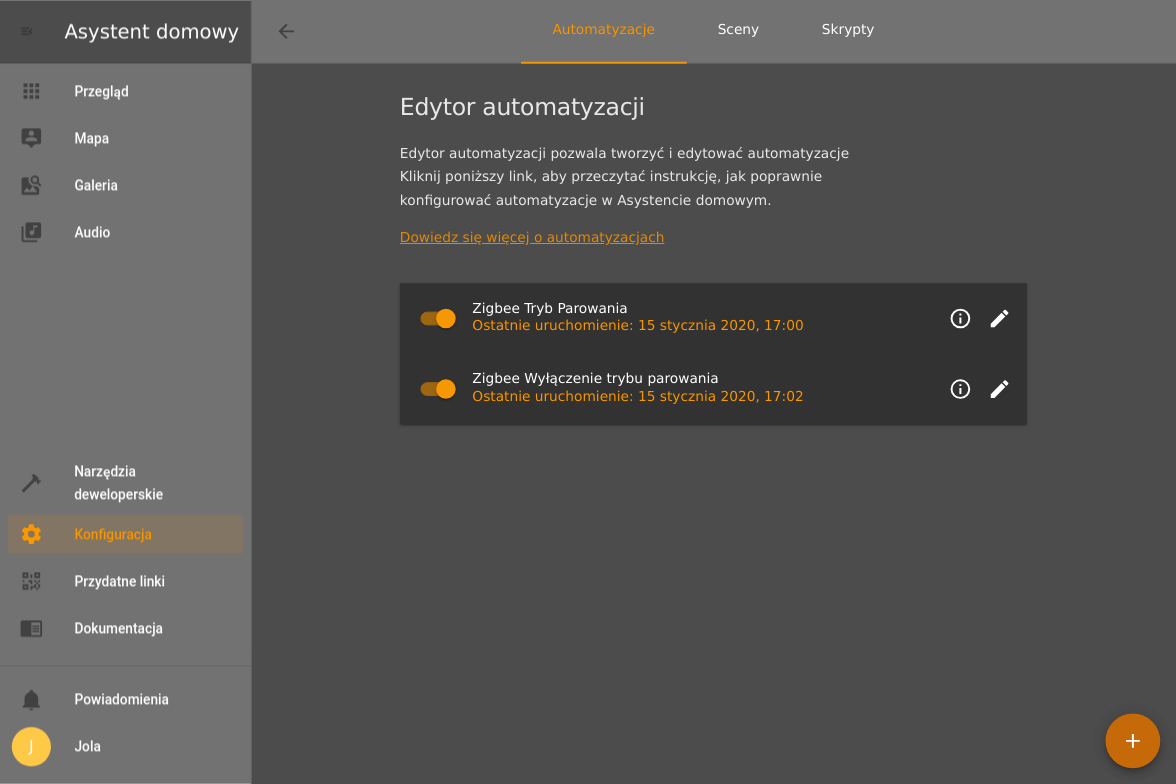 Asystent domowy
Automatyzacje
Sceny
Skrypty
Przegląd
Mapa
Galeria
Audio
Narzędzia
deweloperskie
Konfiguracja
Przydatne linki
Dokumentacja
Powiadomienia
J
Jola
Edytor automatyzacji
Edytor automatyzacji pozwala tworzyć i edytować automatyzacje
Kliknij poniższy link, aby przeczytać instrukcję, jak poprawnie
konfigurować automatyzacje w Asystencie domowym.
Dowiedz się więcej o automatyzacjach
Zigbee Tryb Parowania
Ostatnie uruchomienie: 15 stycznia 2020, 17:00
Zigbee Wyłączenie trybu parowania
Ostatnie uruchomienie: 15 stycznia 2020, 17:02